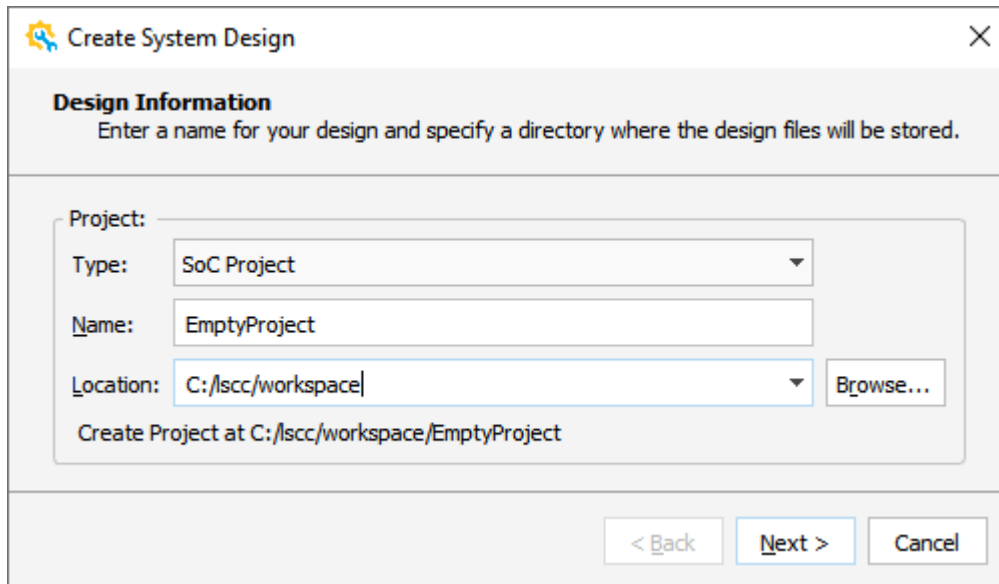 Create System Design
Design Information
Enter a name for your design and specify a directory where the design files will be stored.
Project:
Type: SoC Project
Name: EmptyProject
Location: C:/lscc/workspace Browse...
Create Project at C:/lscc/workspace/EmptyProject
< Back Next > Cancel